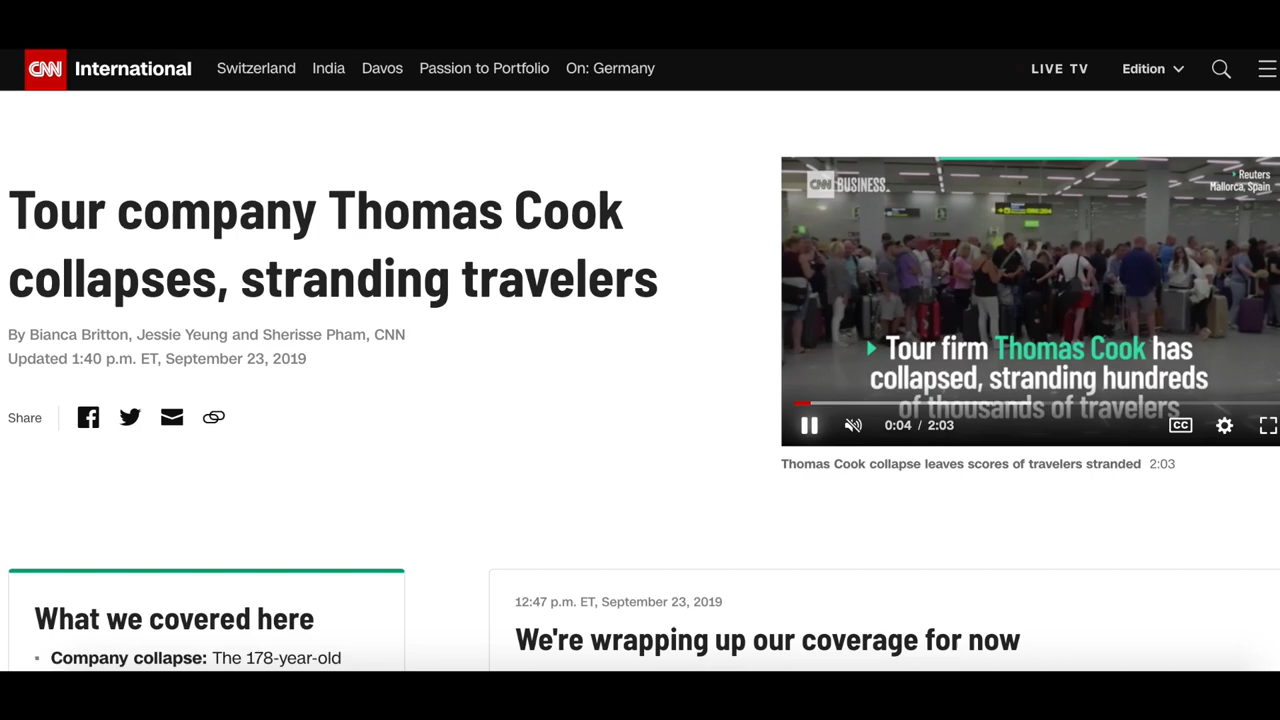 CNN International Switzerland India Davos Passion to Portfolio On: Germany LIVE TV Edition
Tour company Thomas Cook
collapses, stranding travelers
By Bianca Britton, Jessie Yeung and Sherisse Pham, CNN
Updated 1:40 p.m. ET, September 23, 2019
Share
CNN BUSINESS
Reuters
Mallorca, Spain
Tour firm Thomas Cook has
collapsed, stranding hundreds
of thousands of travelers
0:04 / 2:03 CC
Thomas Cook collapse leaves scores of travelers stranded 2:03
What we covered here
• Company collapse: The 178-year-old
12:47 p.m. ET, September 23, 2019
We're wrapping up our coverage for now